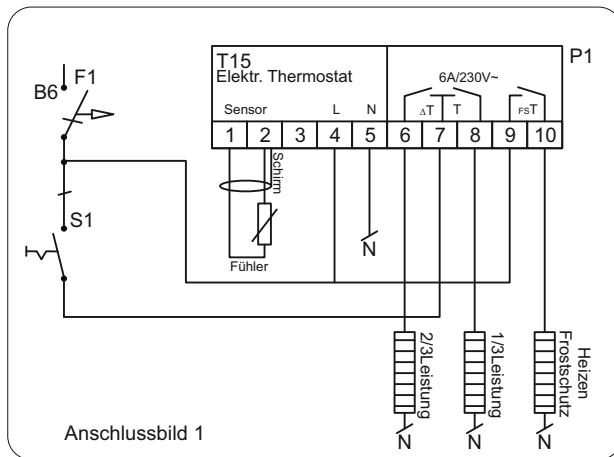 F1
B6
T15
Elektr. Thermostat
P1
6A/230V~
Sensor
L
N
ΔT
T
FST
1
2
3
4
5
6
7
8
9
10
Schirm
S1
N
Fühler
2/3Leistung
1/3Leistung
Heizen
Frostschutz
N
N
N
Anschlussbild 1